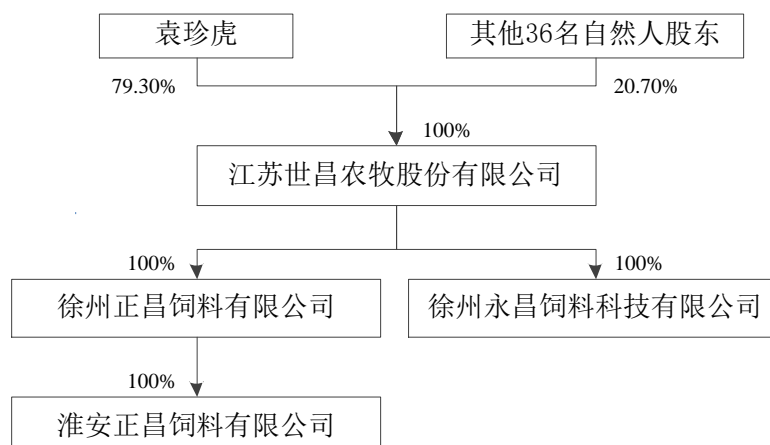 袁珍虎
其他36名自然人股东
79.30%
20.70%
100%
江苏世昌农牧股份有限公司
100%
100%
徐州正昌饲料有限公司
徐州永昌饲料科技有限公司
100%
淮安正昌饲料有限公司